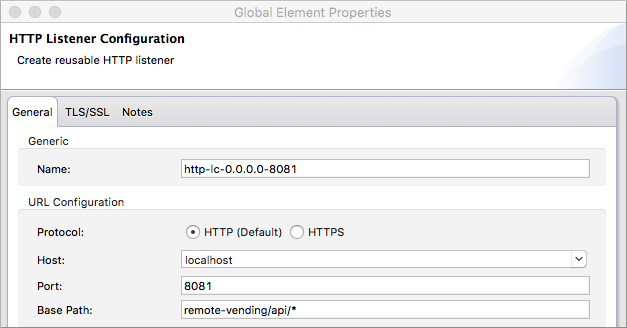 Global Element Properties
HTTP Listener Configuration
Create reusable HTTP listener
General TLS/SSL Notes
Generic
Name: http-lc-0.0.0.0-8081
URL Configuration
Protocol: HTTP (Default) HTTPS
Host: localhost
Port: 8081
Base Path: remote-vending/api/*